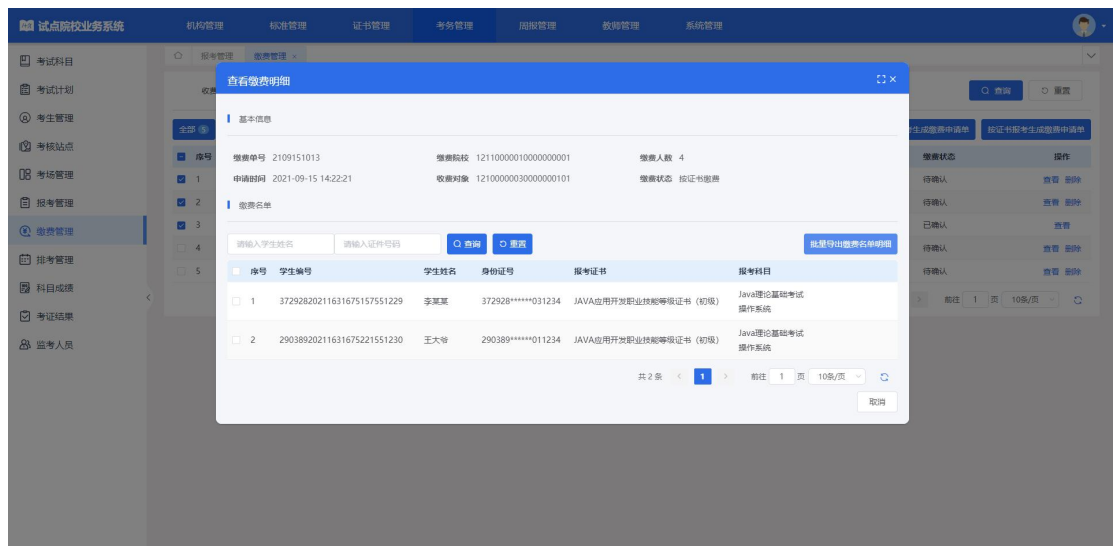 试点院校业务系统 机构管理 标准管理 证书管理 考务管理 周报管理 教师管理 系统管理
考试科目
考试计划
考生管理
考核站点
考场管理
报考管理
缴费管理
排考管理
科目成绩
考证结果
监考人员
报考管理 缴费管理 ×
收费
查询 重置
全部 5 生成缴费申请单 按证书报考生成缴费申请单
序号 缴费状态 操作
1 待确认 查看 删除
2 待确认 查看 删除
3 已确认 查看
4 待确认 查看 删除
5 待确认 查看 删除
前往 1 页 10条/页
查看缴费明细
基本信息
缴费单号 2109151013 缴费院校 12110000010000000001 缴费人数 4
申请时间 2021-09-15 14:22:21 收费对象 12100000030000000101 缴费状态 按证书缴费
缴费名单
请输入学生姓名 请输入证件号码 查询 重置 批量导出缴费名单明细
序号 学生编号 学生姓名 身份证号 报考证书 报考科目
1 37292820211631675157551229 李某某 372928******031234 JAVA应用开发职业技能等级证书（初级） Java理论基础考试
操作系统
2 29038920211631675221551230 王大爷 290389******011234 JAVA应用开发职业技能等级证书（初级） Java理论基础考试
操作系统
共 2 条 1 前往 1 页 10条/页
取消